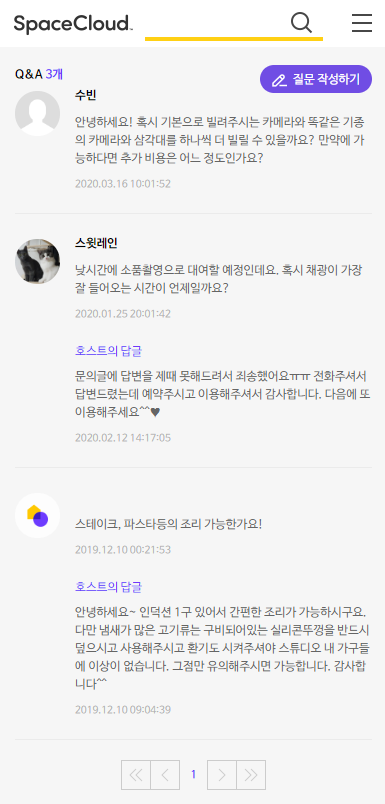 SpaceCloud.
Q&A 3개
질문 작성하기
수빈
안녕하세요! 혹시 기본으로 빌려주시는 카메라와 똑같은 기종
의 카메라와 삼각대를 하나씩 더 빌릴 수 있을까요? 만약에 가
능하다면 추가 비용은 어느 정도인가요?
2020.03.16 10:01:52
스윗레인
낮시간에 소품촬영으로 대여할 예정인데요. 혹시 채광이 가장
잘 들어오는 시간이 언제일까요?
2020.01.25 20:01:42
호스트의 답글
문의글에 답변을 제때 못해드려서 죄송했어요ㅠㅠ 전화주셔서
답변드렸는데 예약주시고 이용해주셔서 감사합니다. 다음에 또
이용해주세요^^♥
2020.02.12 14:17:05
스테이크, 파스타등의 조리 가능한가요!
2019.12.10 00:21:53
호스트의 답글
안녕하세요~ 인덕션 1구 있어서 간편한 조리가 가능하시구요.
다만 냄새가 많은 고기류는 구비되어있는 실리콘뚜껑을 반드시
덮으시고 사용해주시고 환기도 시켜주셔야 스튜디오 내 가구들
에 이상이 없습니다. 그점만 유의해주시면 가능합니다. 감사합
니다^^
2019.12.10 09:04:39
1